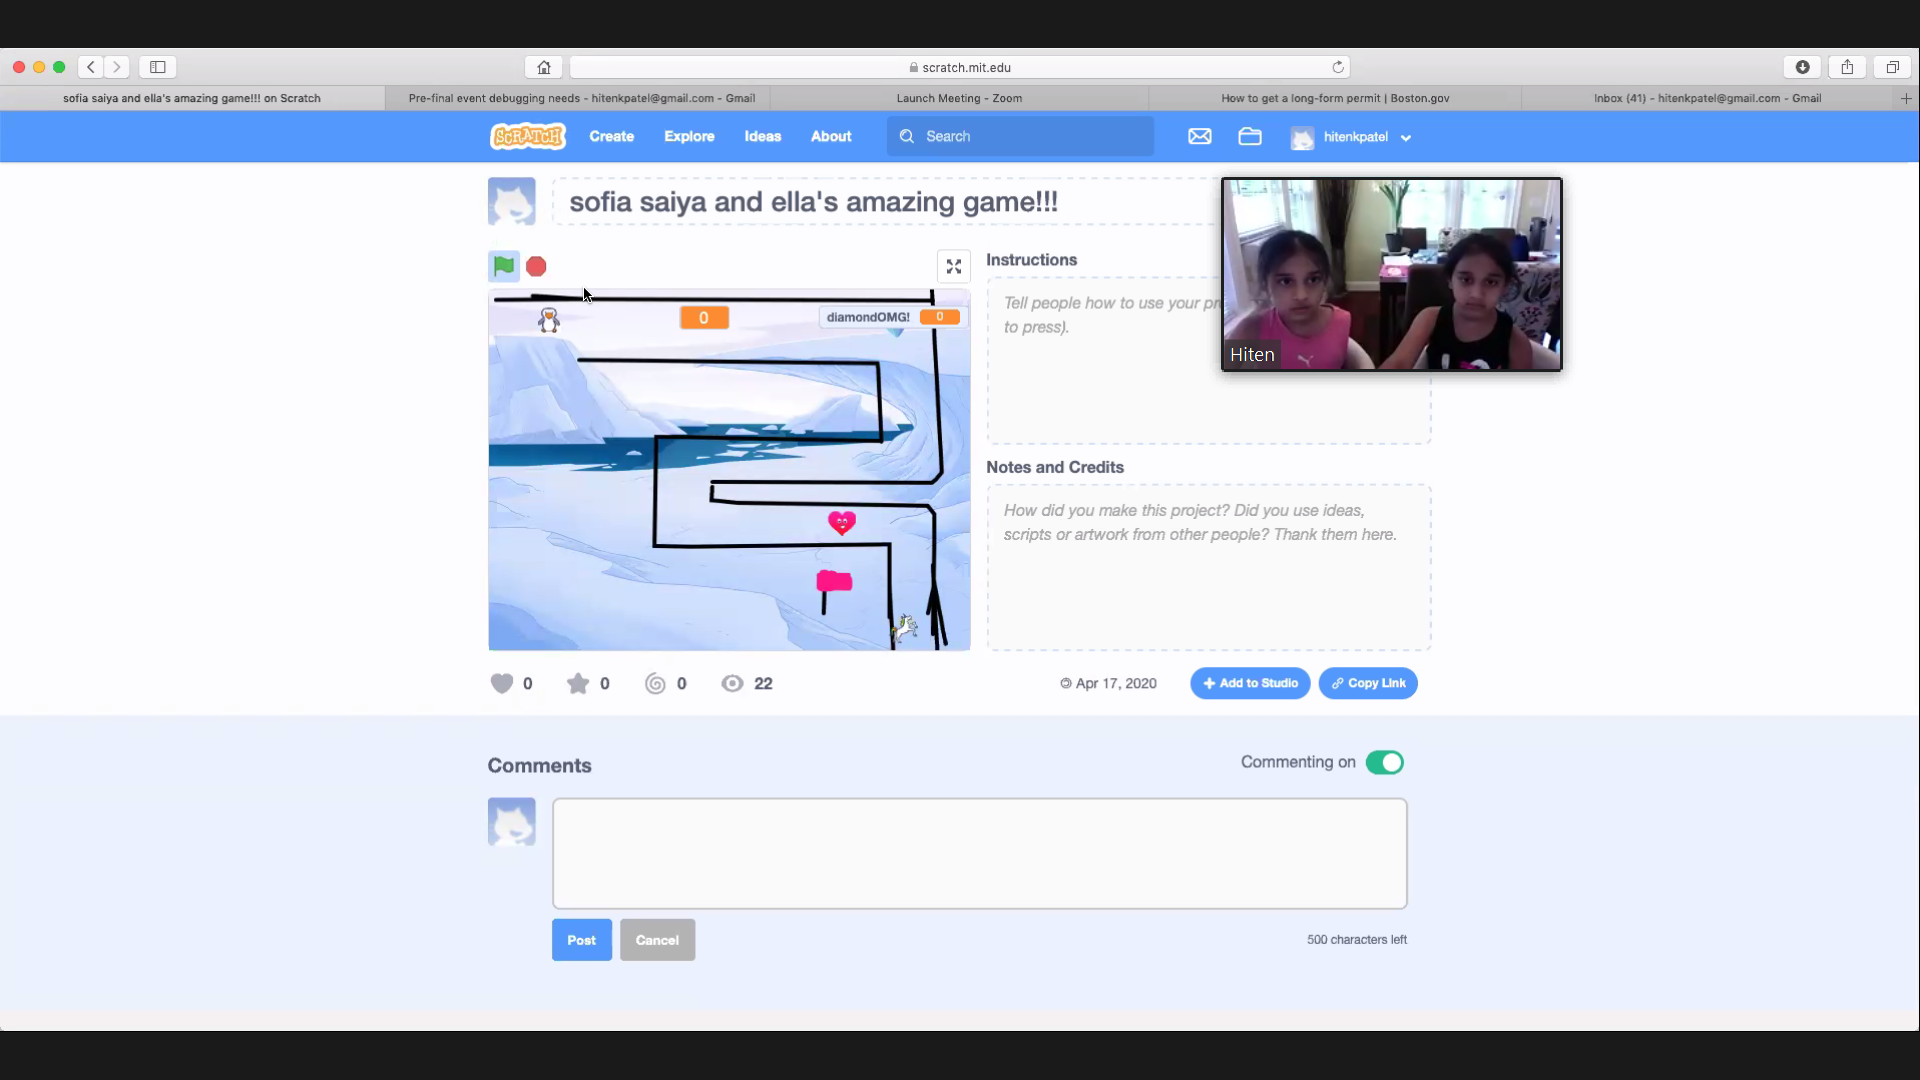 scratch.mit.edu
sofia saiya and ella's amazing game!!! on Scratch
Pre-final event debugging needs - hitenkpatel@gmail.com - Gmail
Launch Meeting - Zoom
How to get a long-form permit | Boston.gov
Inbox (41) - hitenkpatel@gmail.com - Gmail
SCRATCH
Create
Explore
Ideas
About
Search
hitenkpatel
sofia saiya and ella's amazing game!!!
Hiten
0
diamondOMG! 0
Instructions
Tell people how to use your pr
to press).
Notes and Credits
How did you make this project? Did you use ideas,
scripts or artwork from other people? Thank them here.
0
0
0
22
© Apr 17, 2020
Add to Studio
Copy Link
Comments
Commenting on
Post
Cancel
500 characters left